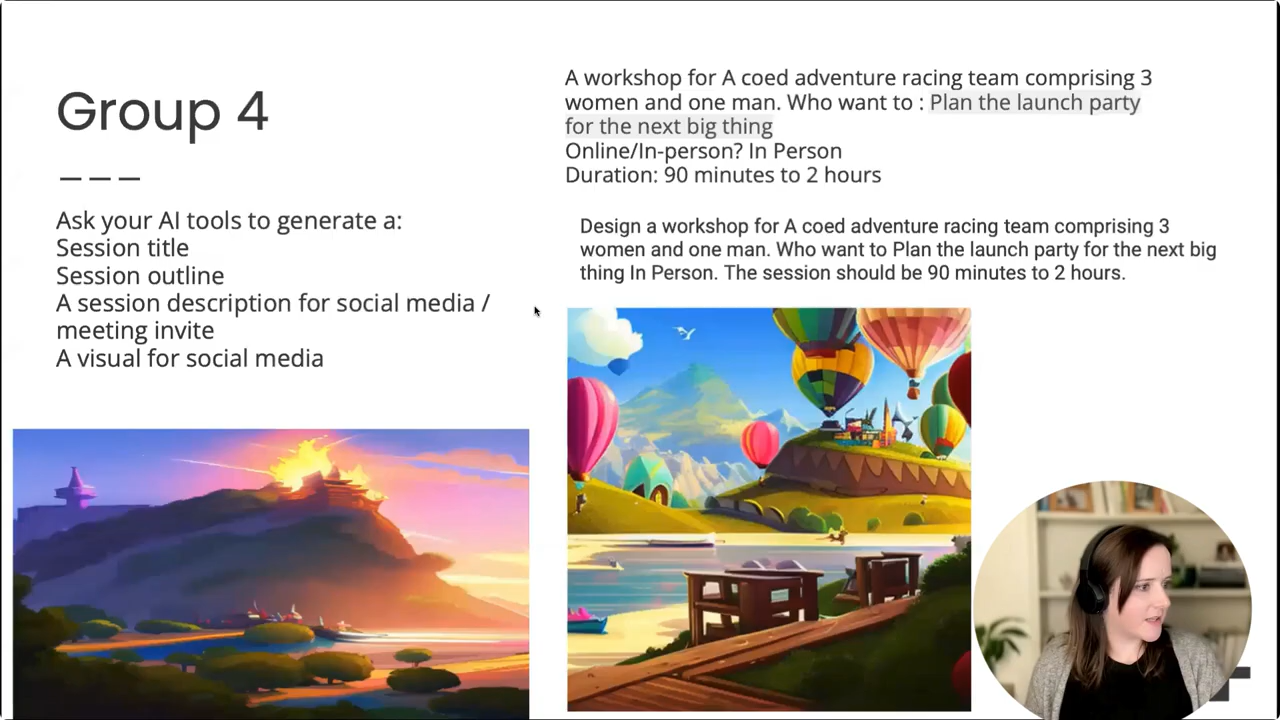 Group 4
Ask your AI tools to generate a:
Session title
Session outline
A session description for social media /
meeting invite
A visual for social media
A workshop for A coed adventure racing team comprising 3
women and one man. Who want to : Plan the launch party
for the next big thing
Online/In-person? In Person
Duration: 90 minutes to 2 hours
Design a workshop for A coed adventure racing team comprising 3
women and one man. Who want to Plan the launch party for the next big
thing In Person. The session should be 90 minutes to 2 hours.